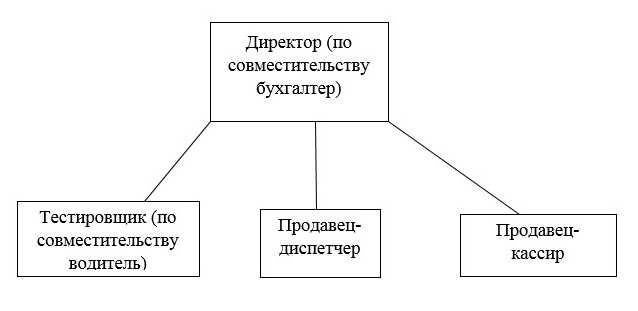 Директор (по
совместительству
бухгалтер)
Тестировщик (по
совместительству
водитель)
Продавец-
диспетчер
Продавец-
кассир